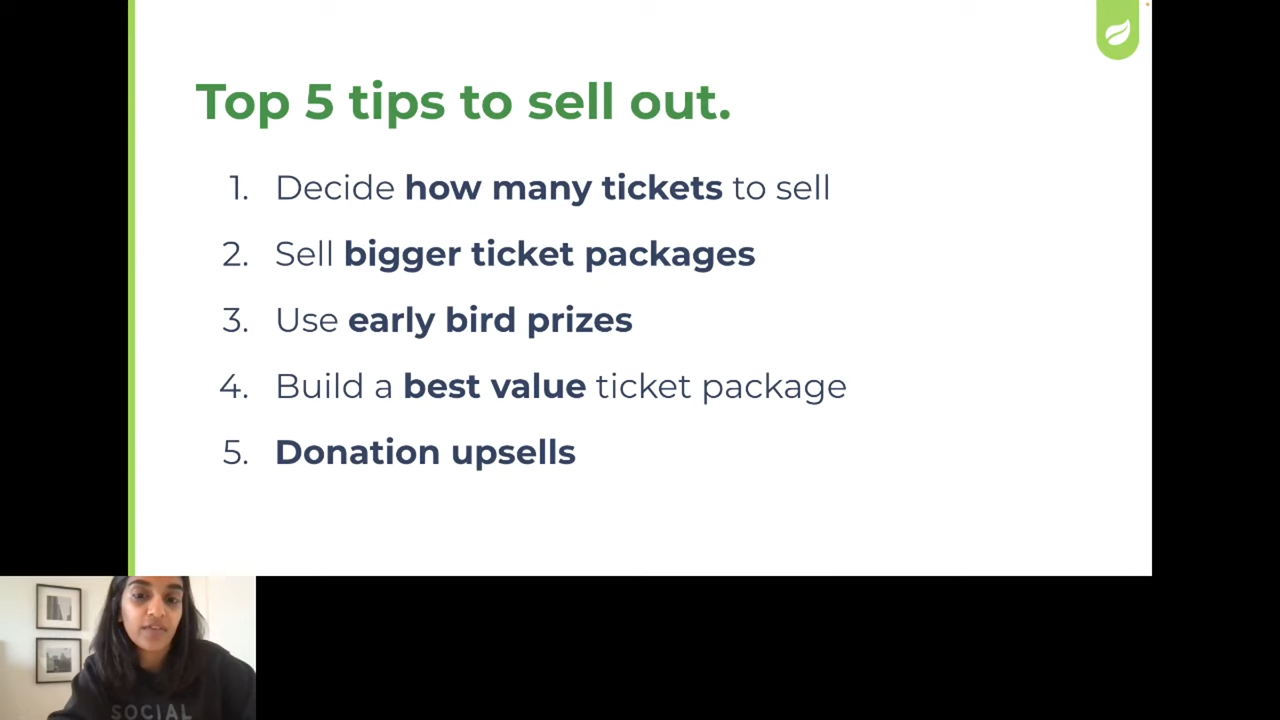 Top 5 tips to sell out.
1. Decide how many tickets to sell
2. Sell bigger ticket packages
3. Use early bird prizes
4. Build a best value ticket package
5. Donation upsells
SOCIAL